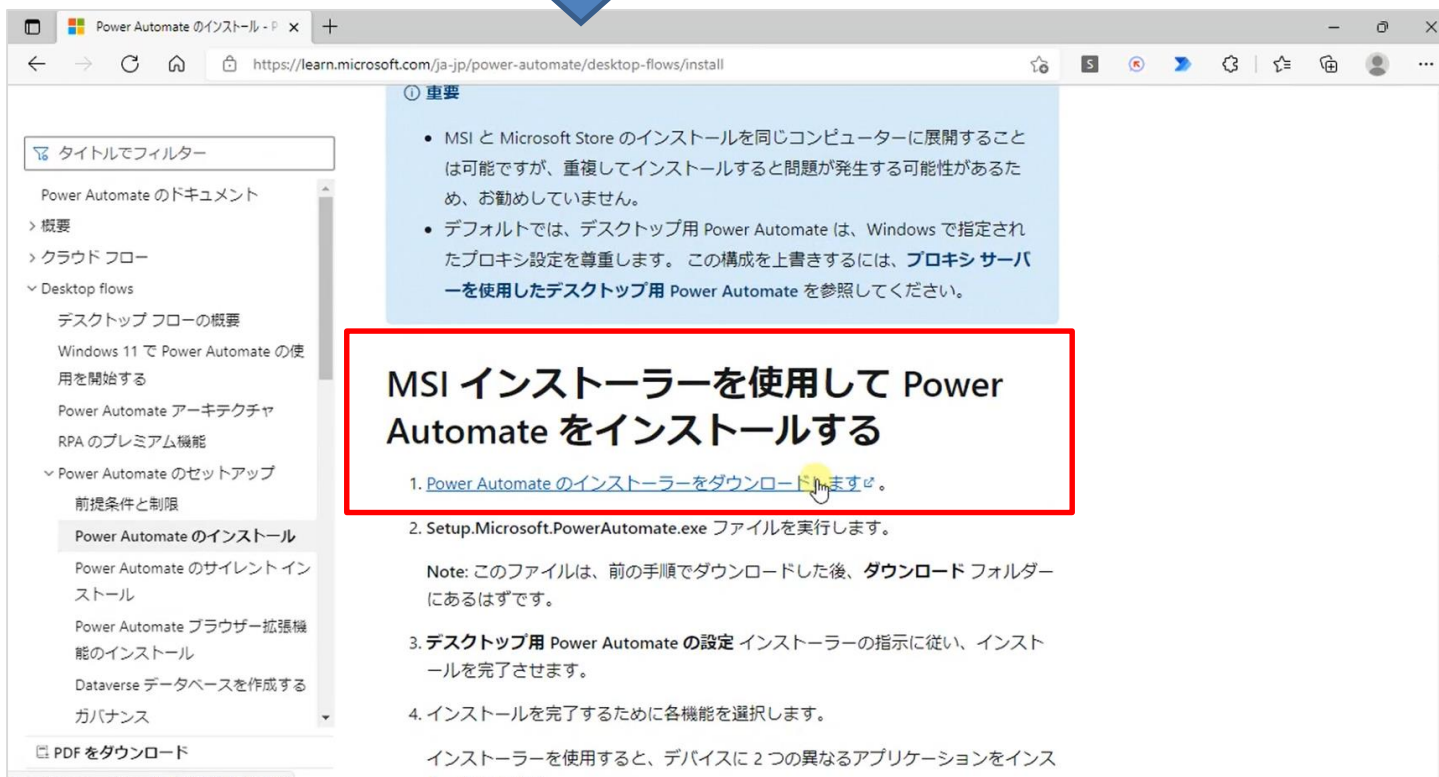 Power Automate のインストール - P
https://learn.microsoft.com/ja-jp/power-automate/desktop-flows/install
タイトルでフィルター
Power Automate のドキュメント
概要
クラウド フロー
Desktop flows
デスクトップ フローの概要
Windows 11 で Power Automate の使
用を開始する
Power Automate アーキテクチャ
RPA のプレミアム機能
Power Automate のセットアップ
前提条件と制限
Power Automate のインストール
Power Automate のサイレント イン
ストール
Power Automate ブラウザー拡張機
能のインストール
Dataverse データベースを作成する
ガバナンス
PDF をダウンロード
重要
• MSI と Microsoft Store のインストールを同じコンピューターに展開すること
は可能ですが、重複してインストールすると問題が発生する可能性があるた
め、お勧めしていません。
• デフォルトでは、デスクトップ用 Power Automate は、Windows で指定され
たプロキシ設定を尊重します。 この構成を上書きするには、プロキシ サーバ
ーを使用したデスクトップ用 Power Automate を参照してください。
MSI インストーラーを使用して Power
Automate をインストールする
1. Power Automate のインストーラーをダウンロードします。
2. Setup.Microsoft.PowerAutomate.exe ファイルを実行します。
Note: このファイルは、前の手順でダウンロードした後、ダウンロード フォルダー
にあるはずです。
3. デスクトップ用 Power Automate の設定 インストーラーの指示に従い、インスト
ールを完了させます。
4. インストールを完了するために各機能を選択します。
インストーラーを使用すると、デバイスに 2 つの異なるアプリケーションをインス